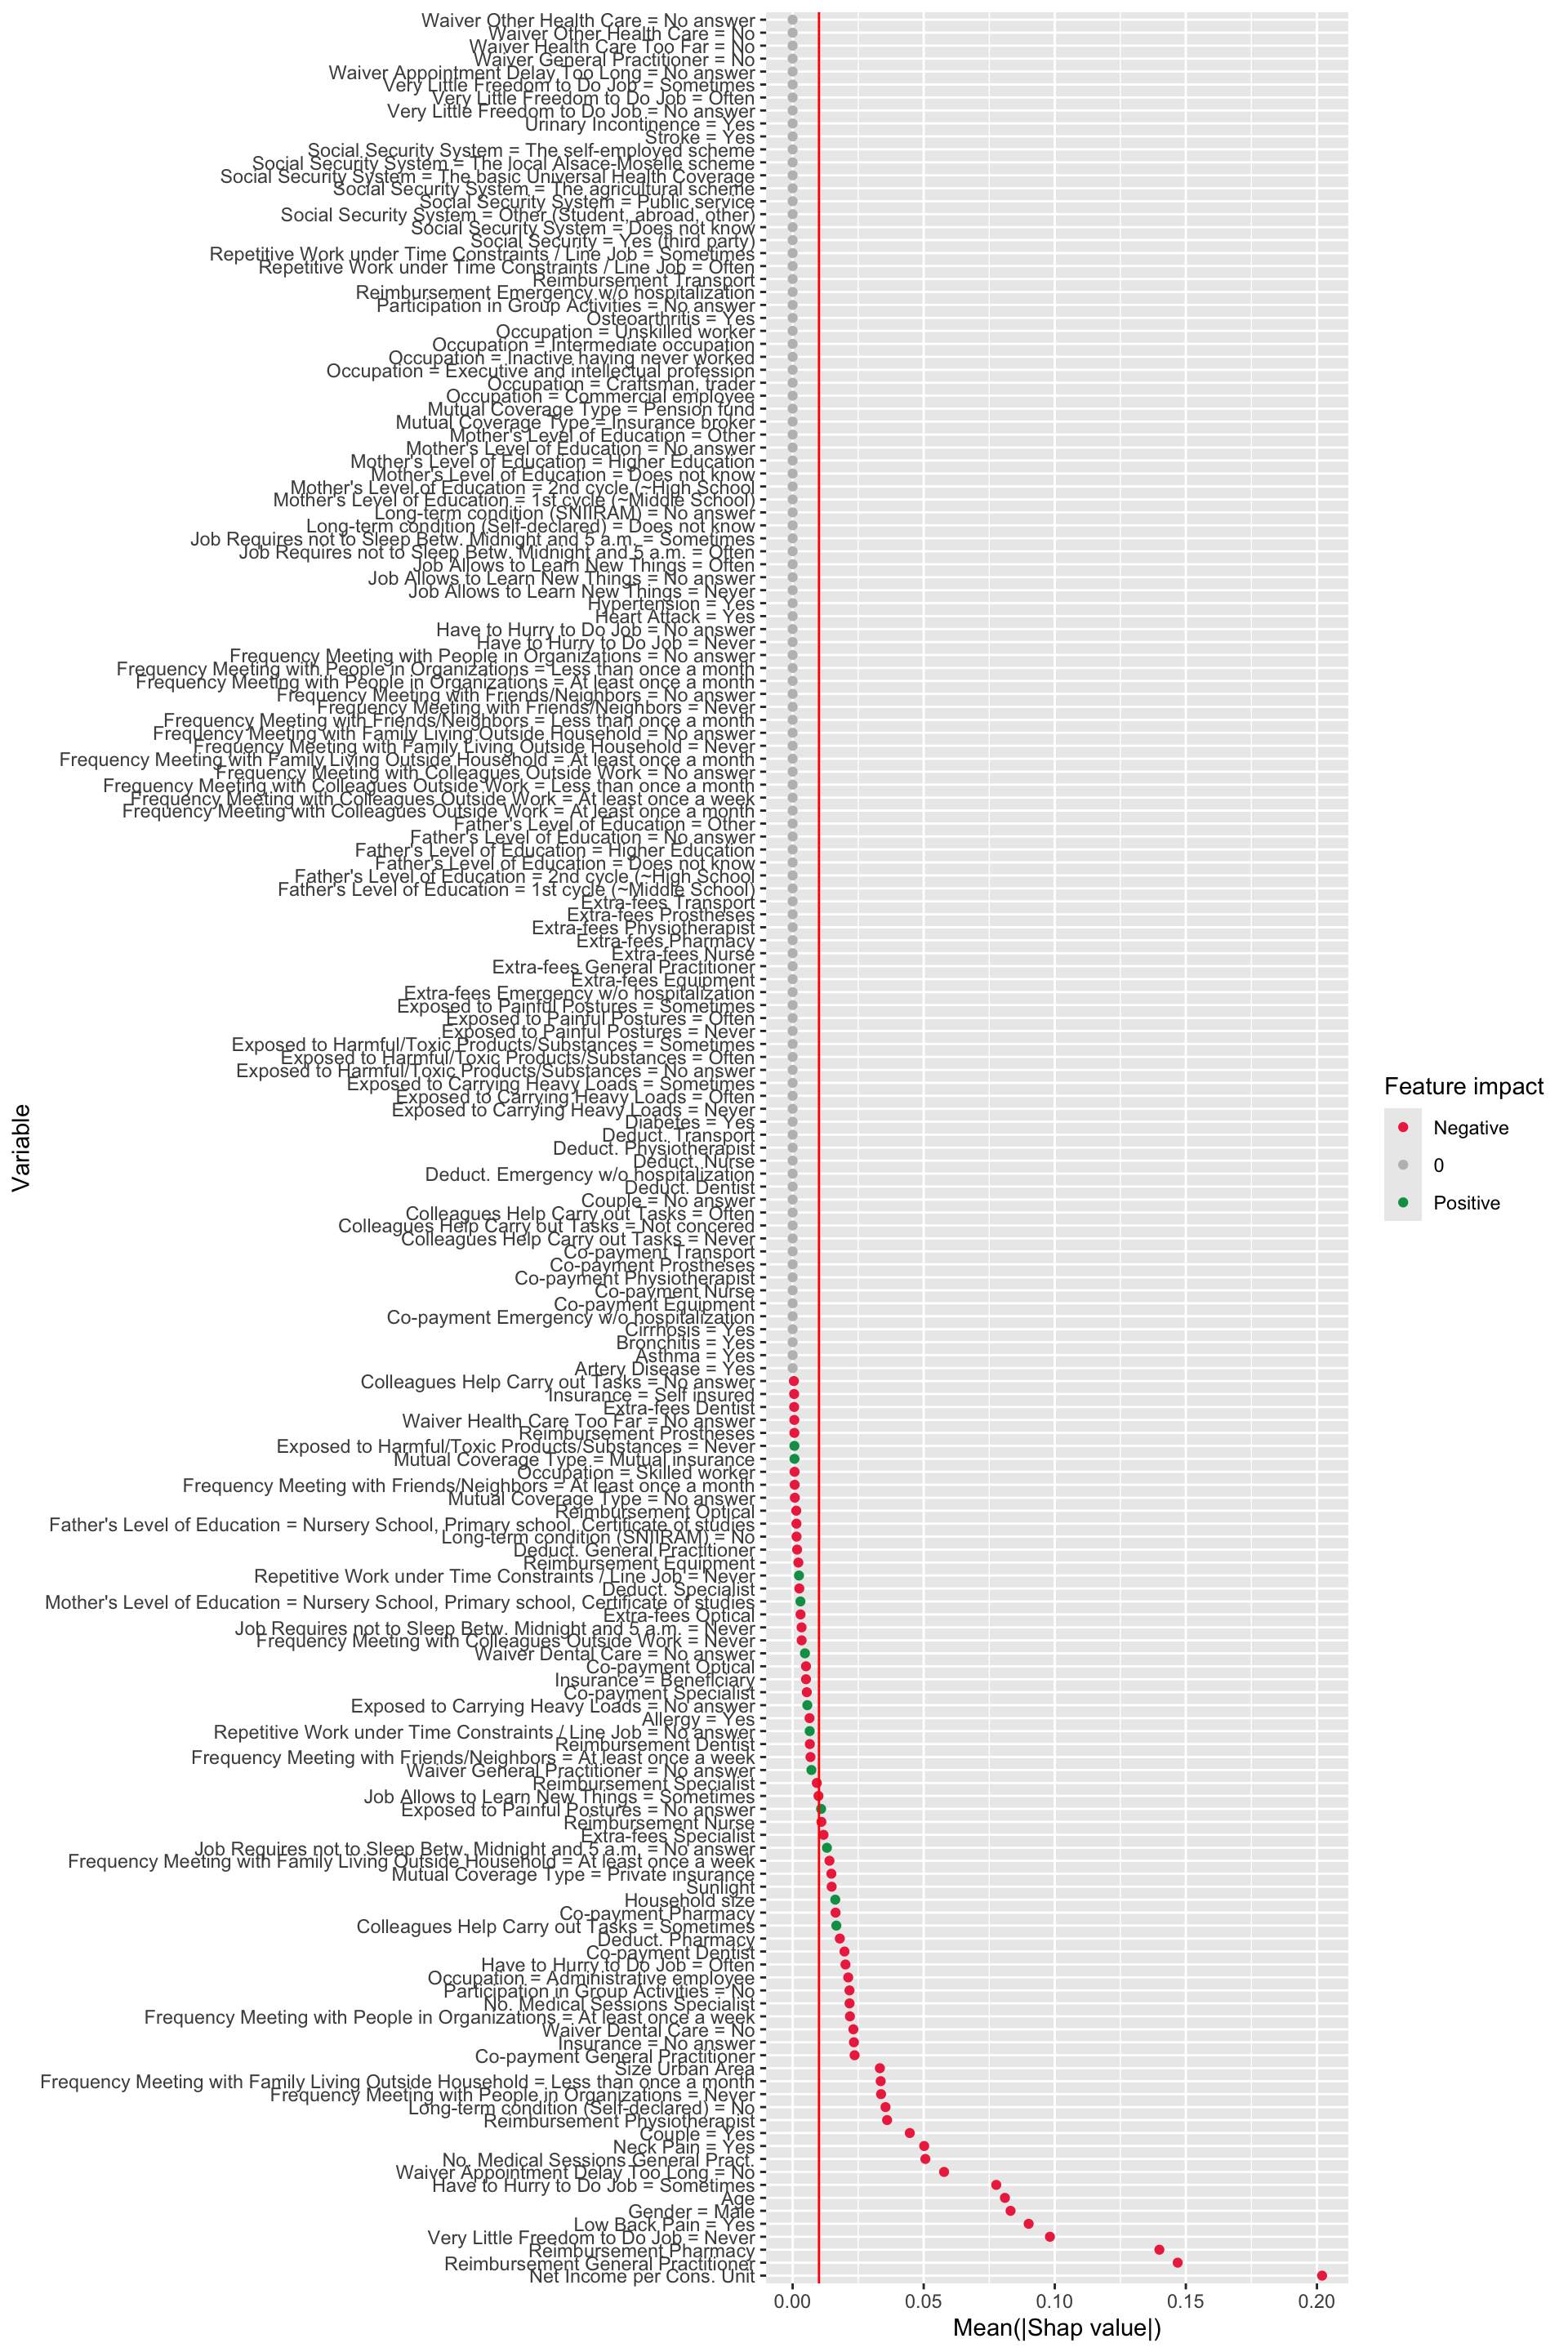 Waiver Other Health Care = No answer
Waiver Other Health Care = No
Waiver Health Care Too Far = No
Waiver General Practitioner = No
Waiver Appointment Delay Too Long = No answer
Very Little Freedom to Do Job = Sometimes
Very Little Freedom to Do Job = Often
Very Little Freedom to Do Job = No answer
Urinary Incontinence = Yes
Stroke = Yes
Social Security System = The self-employed scheme
Social Security System = The local Alsace-Moselle scheme
Social Security System = The basic Universal Health Coverage
Social Security System = The agricultural scheme
Social Security System = Public service
Social Security System = Other (Student, abroad, other)
Social Security System = Does not know
Social Security = Yes (third party)
Repetitive Work under Time Constraints / Line Job = Sometimes
Repetitive Work under Time Constraints / Line Job = Often
Reimbursement Transport
Reimbursement Emergency w/o hospitalization
Participation in Group Activities = No answer
Osteoarthritis = Yes
Occupation = Unskilled worker
Occupation = Intermediate occupation
Occupation = Inactive having never worked
Occupation = Executive and intellectual profession
Occupation = Craftsman, trader
Occupation = Commercial employee
Mutual Coverage Type = Pension fund
Mutual Coverage Type = Insurance broker
Mother's Level of Education = Other
Mother's Level of Education = No answer
Mother's Level of Education = Higher Education
Mother's Level of Education = Does not know
Mother's Level of Education = 2nd cycle (~High School
Mother's Level of Education = 1st cycle (~Middle School)
Long-term condition (SNIIRAM) = No answer
Long-term condition (Self-declared) = Does not know
Job Requires not to Sleep Betw. Midnight and 5 a.m. = Sometimes
Job Requires not to Sleep Betw. Midnight and 5 a.m. = Often
Job Allows to Learn New Things = Often
Job Allows to Learn New Things = No answer
Job Allows to Learn New Things = Never
Hypertension = Yes
Heart Attack = Yes
Have to Hurry to Do Job = No answer
Have to Hurry to Do Job = Never
Frequency Meeting with People in Organizations = No answer
Frequency Meeting with People in Organizations = Less than once a month
Frequency Meeting with People in Organizations = At least once a month
Frequency Meeting with Friends/Neighbors = No answer
Frequency Meeting with Friends/Neighbors = Never
Frequency Meeting with Friends/Neighbors = Less than once a month
Frequency Meeting with Family Living Outside Household = No answer
Frequency Meeting with Family Living Outside Household = Never
Frequency Meeting with Family Living Outside Household = At least once a month
Frequency Meeting with Colleagues Outside Work = No answer
Frequency Meeting with Colleagues Outside Work = Less than once a month
Frequency Meeting with Colleagues Outside Work = At least once a week
Frequency Meeting with Colleagues Outside Work = At least once a month
Father's Level of Education = Other
Father's Level of Education = No answer
Father's Level of Education = Higher Education
Father's Level of Education = Does not know
Father's Level of Education = 2nd cycle (~High School
Father's Level of Education = 1st cycle (~Middle School)
Extra-fees Transport
Extra-fees Prostheses
Extra-fees Physiotherapist
Extra-fees Pharmacy
Extra-fees Nurse
Extra-fees General Practitioner
Extra-fees Equipment
Extra-fees Emergency w/o hospitalization
Exposed to Painful Postures = Sometimes
Exposed to Painful Postures = Often
Exposed to Painful Postures = Never
Exposed to Harmful/Toxic Products/Substances = Sometimes
Exposed to Harmful/Toxic Products/Substances = Often
Exposed to Harmful/Toxic Products/Substances = No answer
Exposed to Carrying Heavy Loads = Sometimes
Exposed to Carrying Heavy Loads = Often
Exposed to Carrying Heavy Loads = Never
Diabetes = Yes
Deduct. Transport
Deduct. Physiotherapist
Deduct. Nurse
Deduct. Emergency w/o hospitalization
Deduct. Dentist
Couple = No answer
Colleagues Help Carry out Tasks = Often
Colleagues Help Carry out Tasks = Not concered
Colleagues Help Carry out Tasks = Never
Co-payment Transport
Co-payment Prostheses
Co-payment Physiotherapist
Co-payment Nurse
Co-payment Equipment
Co-payment Emergency w/o hospitalization
Cirrhosis = Yes
Bronchitis = Yes
Asthma = Yes
Artery Disease = Yes
Colleagues Help Carry out Tasks = No answer
Insurance = Self insured
Extra-fees Dentist
Waiver Health Care Too Far = No answer
Reimbursement Prostheses
Exposed to Harmful/Toxic Products/Substances = Never
Mutual Coverage Type = Mutual insurance
Occupation = Skilled worker
Frequency Meeting with Friends/Neighbors = At least once a month
Mutual Coverage Type = No answer
Reimbursement Optical
Father's Level of Education = Nursery School, Primary school, Certificate of studies
Long-term condition (SNIIRAM) = No
Deduct. General Practitioner
Reimbursement Equipment
Repetitive Work under Time Constraints / Line Job = Never
Deduct. Specialist
Mother's Level of Education = Nursery School, Primary school, Certificate of studies
Extra-fees Optical
Job Requires not to Sleep Betw. Midnight and 5 a.m. = Never
Frequency Meeting with Colleagues Outside Work = Never
Waiver Dental Care = No answer
Co-payment Optical
Insurance = Beneficiary
Co-payment Specialist
Exposed to Carrying Heavy Loads = No answer
Allergy = Yes
Repetitive Work under Time Constraints / Line Job = No answer
Reimbursement Dentist
Frequency Meeting with Friends/Neighbors = At least once a week
Waiver General Practitioner = No answer
Reimbursement Specialist
Job Allows to Learn New Things = Sometimes
Exposed to Painful Postures = No answer
Reimbursement Nurse
Extra-fees Specialist
Job Requires not to Sleep Betw. Midnight and 5 a.m. = No answer
Frequency Meeting with Family Living Outside Household = At least once a week
Mutual Coverage Type = Private insurance
Sunlight
Household size
Co-payment Pharmacy
Colleagues Help Carry out Tasks = Sometimes
Deduct. Pharmacy
Co-payment Dentist
Have to Hurry to Do Job = Often
Occupation = Administrative employee
Participation in Group Activities = No
No. Medical Sessions Specialist
Frequency Meeting with People in Organizations = At least once a week
Waiver Dental Care = No
Insurance = No answer
Co-payment General Practitioner
Size Urban Area
Frequency Meeting with Family Living Outside Household = Less than once a month
Frequency Meeting with People in Organizations = Never
Long-term condition (Self-declared) = No
Reimbursement Physiotherapist
Couple = Yes
Neck Pain = Yes
No. Medical Sessions General Pract.
Waiver Appointment Delay Too Long = No
Have to Hurry to Do Job = Sometimes
Age
Gender = Male
Low Back Pain = Yes
Very Little Freedom to Do Job = Never
Reimbursement Pharmacy
Reimbursement General Practitioner
Net Income per Cons. Unit
0.00 0.05 0.10 0.15 0.20
Mean(|Shap value|)
Variable
Feature impact
Negative
0
Positive